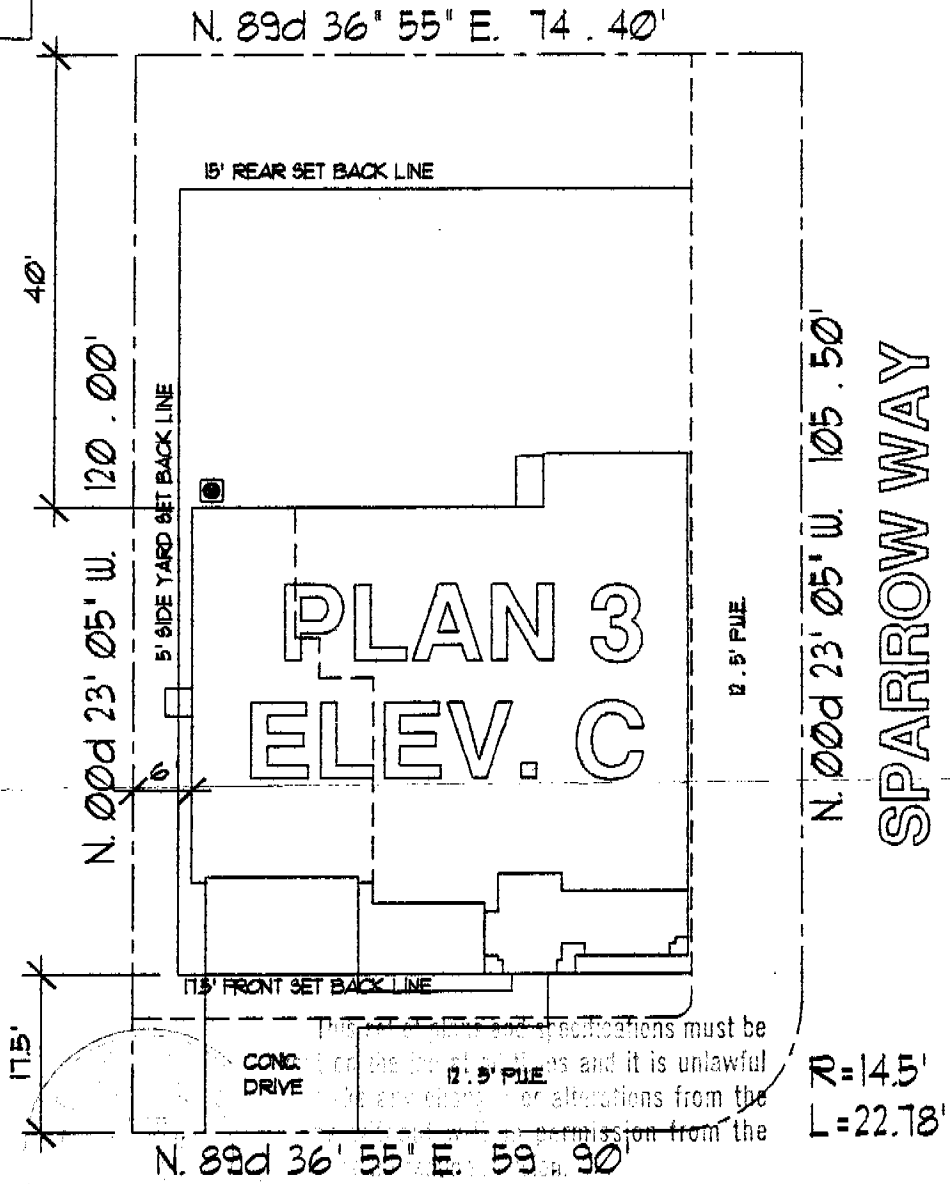 N. 89d 36" 55" E. 74 . 40'
15' REAR SET BACK LINE
40'
N. 00d 23' 05" W. 120 . 00'
5' SIDE YARD SET BACK LINE
PLAN 3
ELEV. C
12 . 5' P.U.E.
N. 00d 23' 05" W. 105 . 50'
SPARROW WAY
6'
17.5' FRONT SET BACK LINE
17.5'
CONC.
DRIVE
12' . 5' P.U.E.
This set of plans and specifications must be
on the and it is unlawful
any or alterations from the
permission from the
R=14.5'
L=22.78'
N. 89d 36' 55" E. 59 . 90'